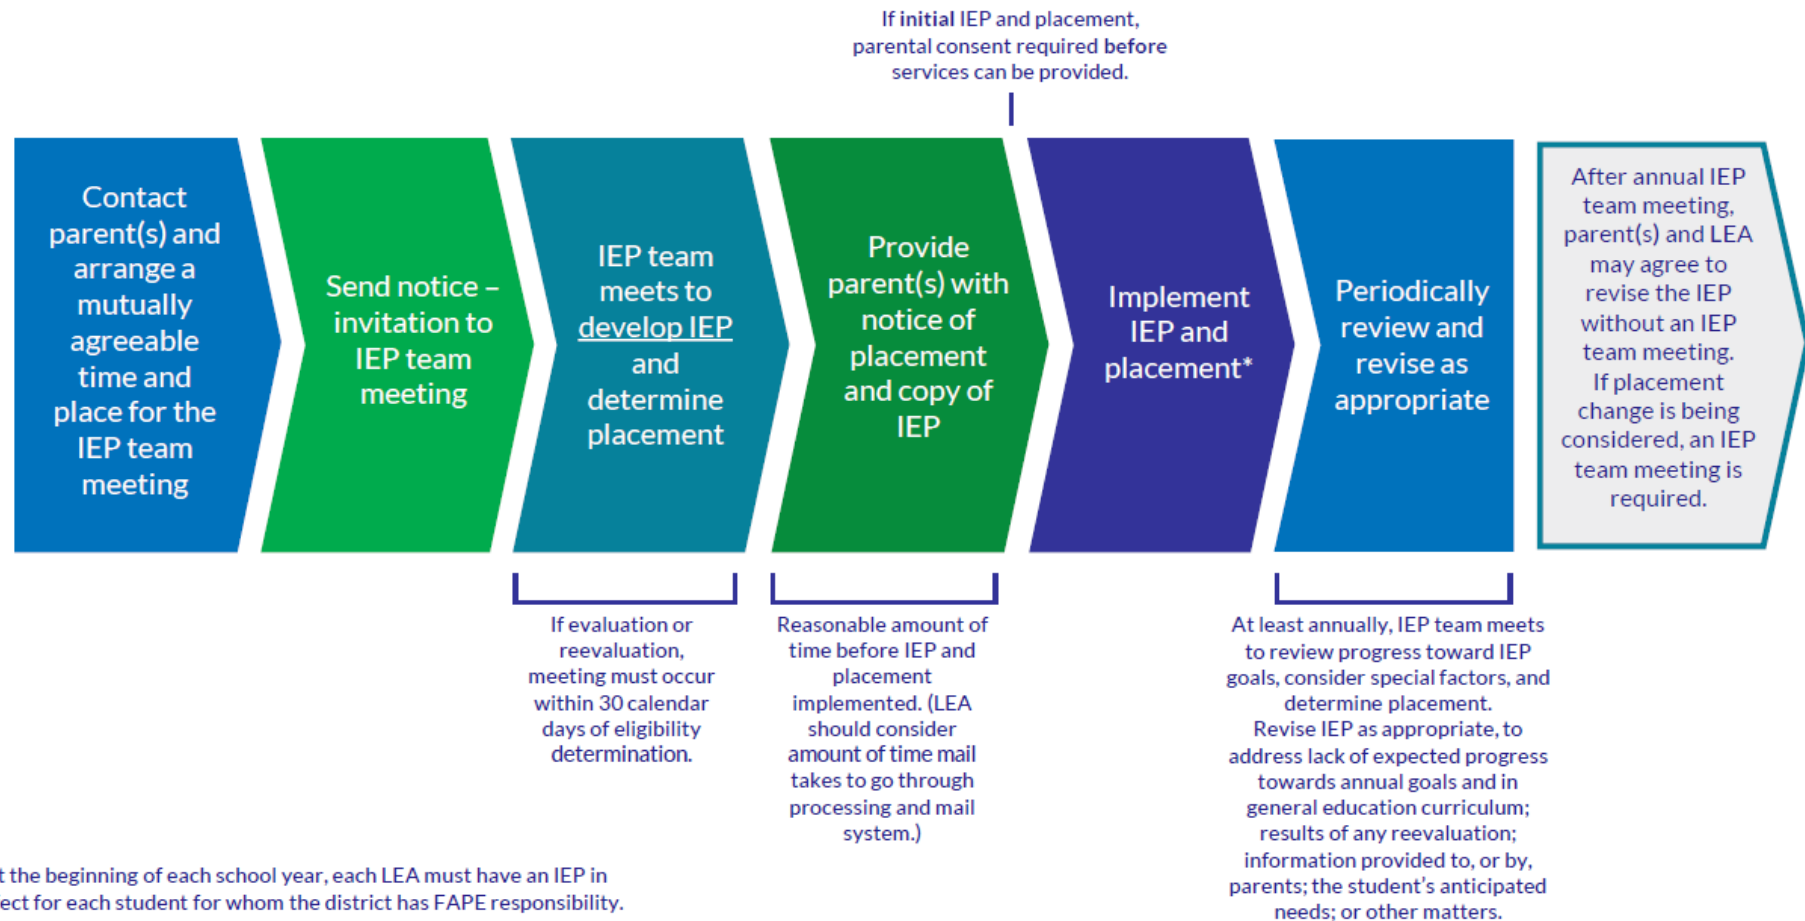 If initial IEP and placement,
parental consent required before
services can be provided.
Contact
parent(s) and
arrange a
mutually
agreeable
time and
place for the
IEP team
meeting
Send notice –
invitation to
IEP team
meeting
IEP team
meets to
develop IEP
and
determine
placement
Provide
parent(s) with
notice of
placement
and copy of
IEP
Implement
IEP and
placement*
Periodically
review and
revise as
appropriate
After annual IEP
team meeting,
parent(s) and LEA
may agree to
revise the IEP
without an IEP
team meeting.
If placement
change is being
considered, an IEP
team meeting is
required.
If evaluation or
reevaluation,
meeting must occur
within 30 calendar
days of eligibility
determination.
Reasonable amount of
time before IEP and
placement
implemented. (LEA
should consider
amount of time mail
takes to go through
processing and mail
system.)
At least annually, IEP team meets
to review progress toward IEP
goals, consider special factors, and
determine placement.
Revise IEP as appropriate, to
address lack of expected progress
towards annual goals and in
general education curriculum;
results of any reevaluation;
information provided to, or by,
parents; the student's anticipated
needs; or other matters.
t the beginning of each school year, each LEA must have an IEP in
ect for each student for whom the district has FAPE responsibility.